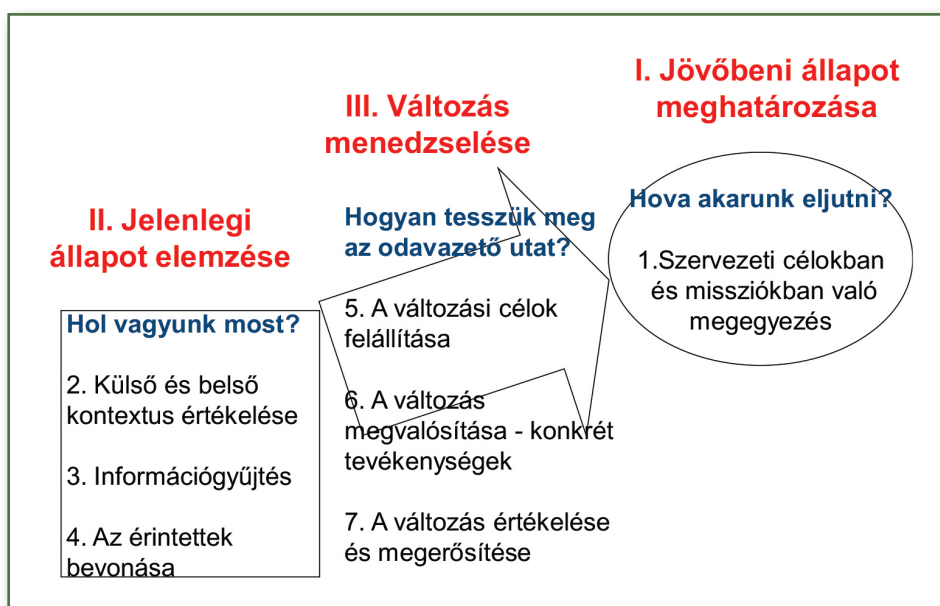 I. Jövőbeni állapot
meghatározása
Hova akarunk eljutni?
1.Szervezeti célokban
és missziókban való
megegyezés
II. Jelenlegi
állapot elemzése
Hol vagyunk most?
2. Külső és belső
kontextus értékelése
3. Információgyűjtés
4. Az érintettek
bevonása
III. Változás
menedzselése
Hogyan tesszük meg
az odavazető utat?
5. A változási célok
felállítása
6. A változás
megvalósítása - konkrét
tevékenységek
7. A változás értékelése
és megerősítése